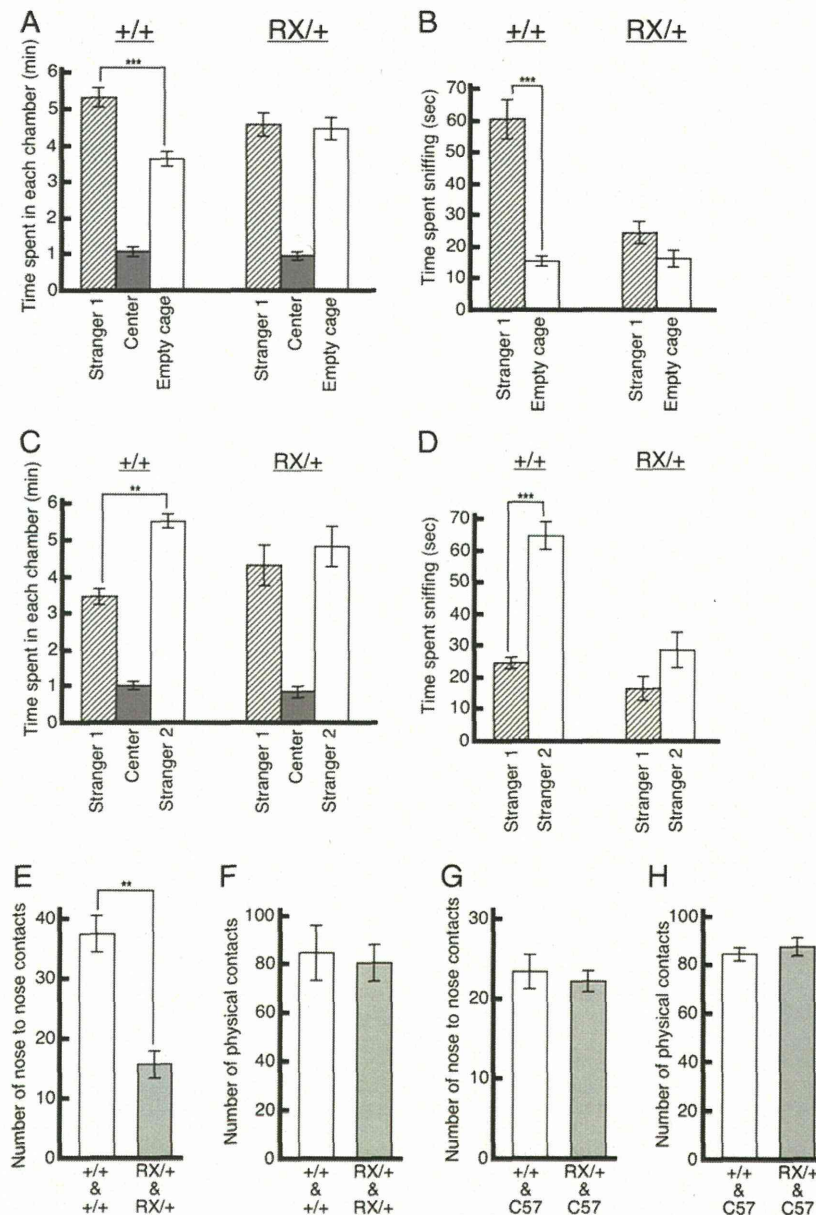 A
+/+
RX/+
Time spent in each chamber (min)
6
5
4
3
2
1
0
***
Stranger 1
Center
Empty cage
Stranger 1
Center
Empty cage
B
+/+
RX/+
Time spent sniffing (sec)
70
60
50
40
30
20
10
0
***
Stranger 1
Empty cage
Stranger 1
Empty cage
C
+/+
RX/+
Time spent in each chamber (min)
6
5
4
3
2
1
0
**
Stranger 1
Center
Stranger 2
Stranger 1
Center
Stranger 2
D
+/+
RX/+
Time spent sniffing (sec)
70
60
50
40
30
20
10
0
***
Stranger 1
Stranger 2
Stranger 1
Stranger 2
E
Number of nose to nose contacts
40
30
20
10
0
**
+/+
&
+/+
RX/+
&
RX/+
F
Number of physical contacts
100
80
60
40
20
0
+/+
&
+/+
RX/+
&
RX/+
G
Number of nose to nose contacts
30
20
10
0
+/+
&
C57
RX/+
&
C57
H
Number of physical contacts
100
80
60
40
20
0
+/+
&
C57
RX/+
&
C57